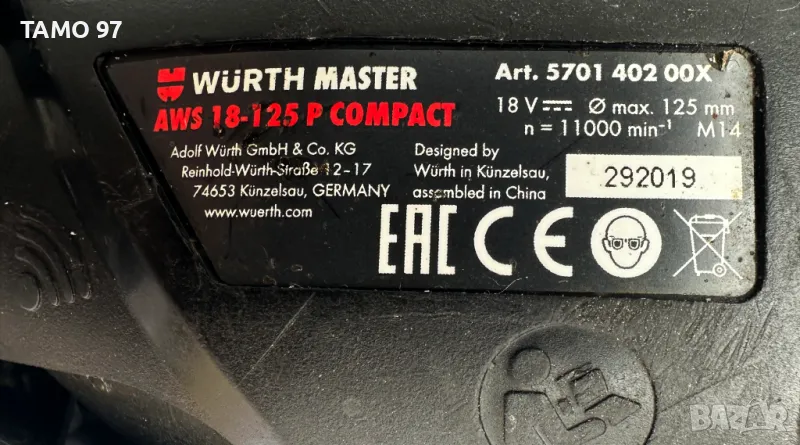 TAMO 97
WÜRTH MASTER
AWS 18-125 P COMPACT
Adolf Würth GmbH & Co. KG
Reinhold-Würth-Straße 12-17
74653 Künzelsau, GERMANY
www.wuerth.com
Designed by
Würth in Künzelsau,
assembled in China
Art. 5701 402 00X
18 V ⎓ Ø max. 125 mm
n = 11000 min⁻¹ M14
292019
EAC CE
BAZAR